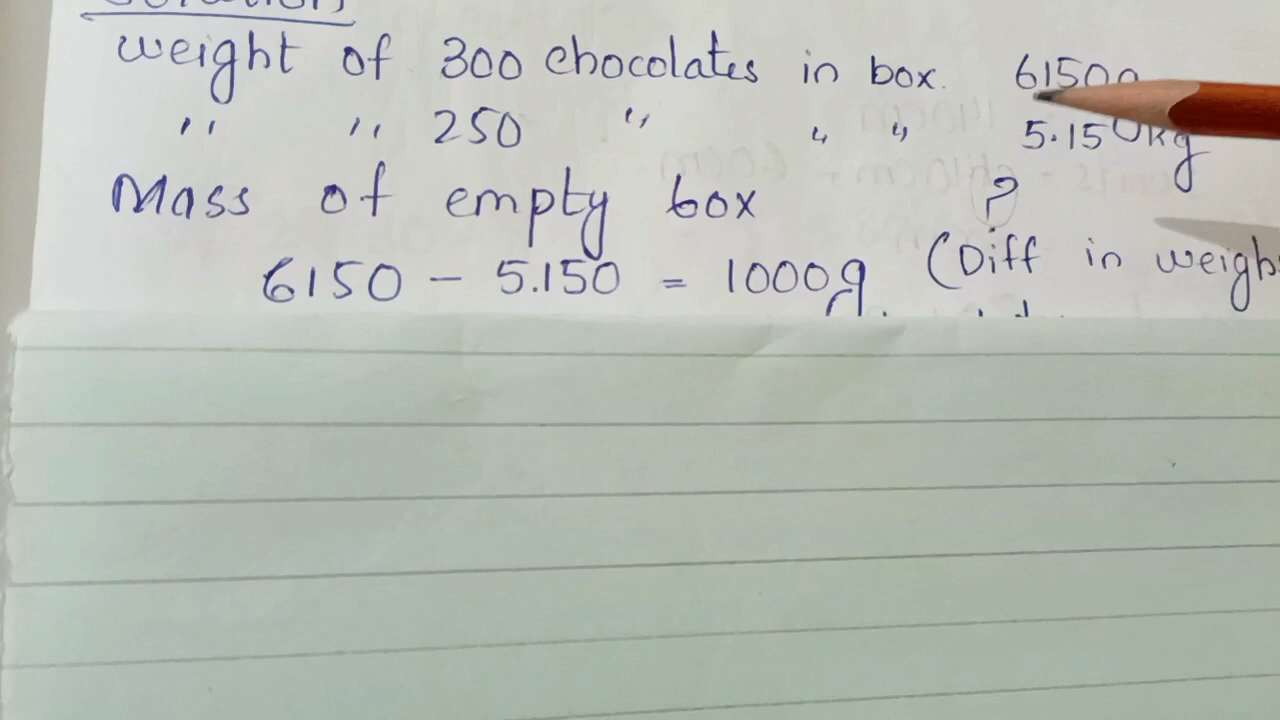 weight of 300 chocolates in box. 6150g
" " 250 " " " 5.150kg
Mass of empty box ?
6150 - 5.150 = 1000g (Diff in weigh